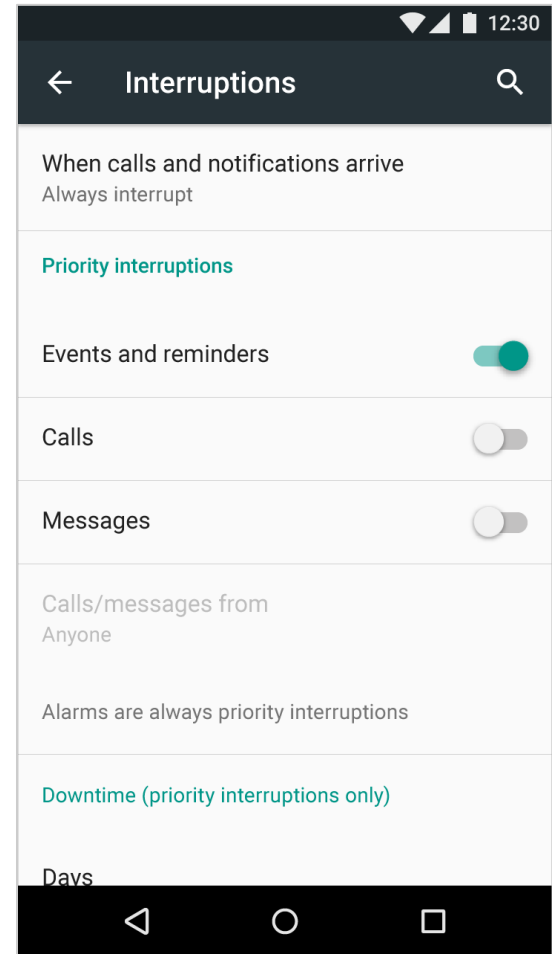 12:30
Interruptions
When calls and notifications arrive
Always interrupt
Priority interruptions
Events and reminders
Calls
Messages
Calls/messages from
Anyone
Alarms are always priority interruptions
Downtime (priority interruptions only)
Days